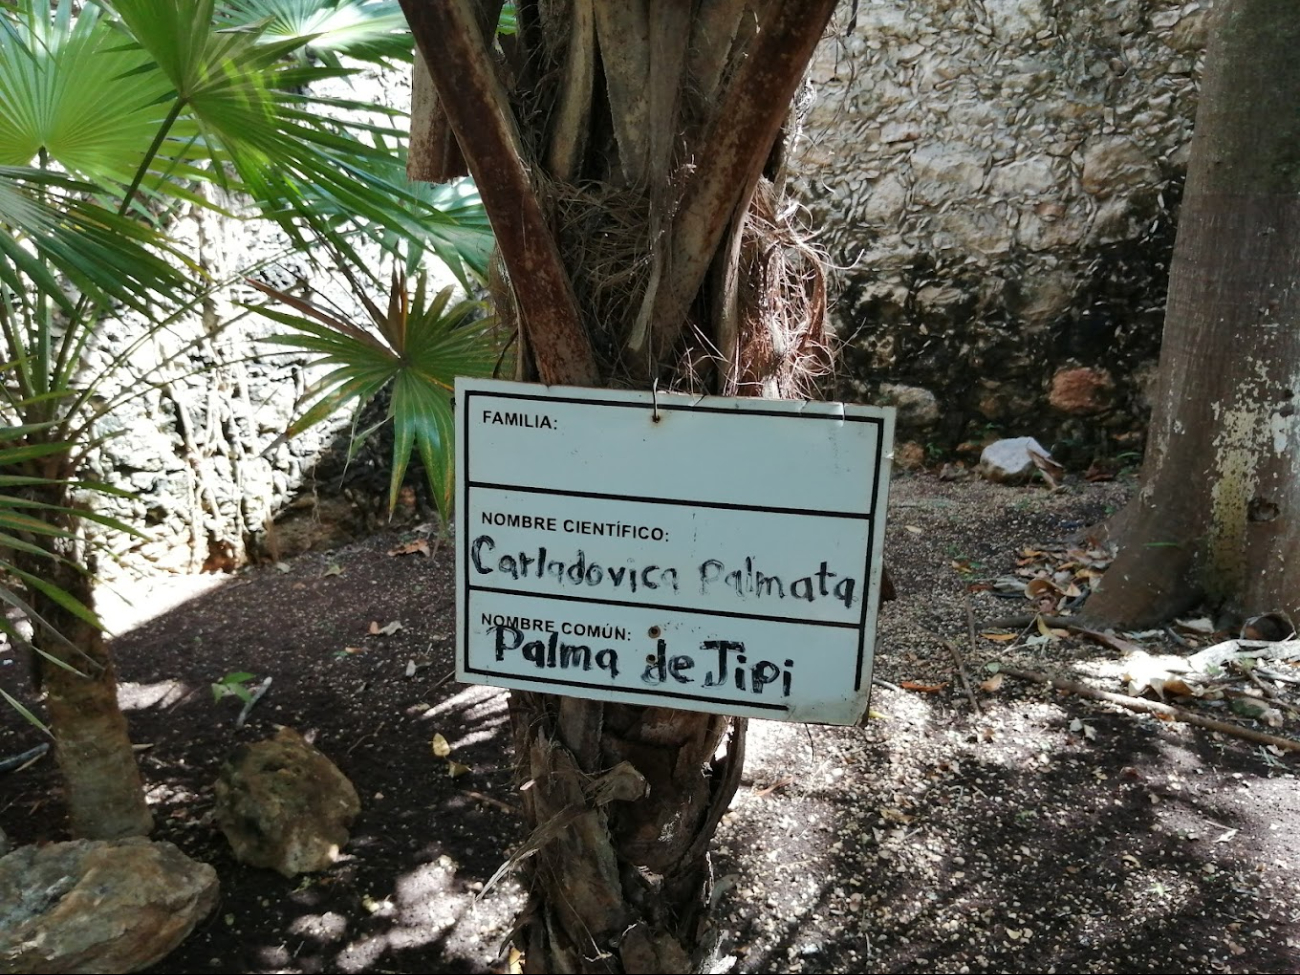 FAMILIA:
NOMBRE CIENTÍFICO:
Carladovica Palmata
NOMBRE COMÚN:
Palma de Jipi